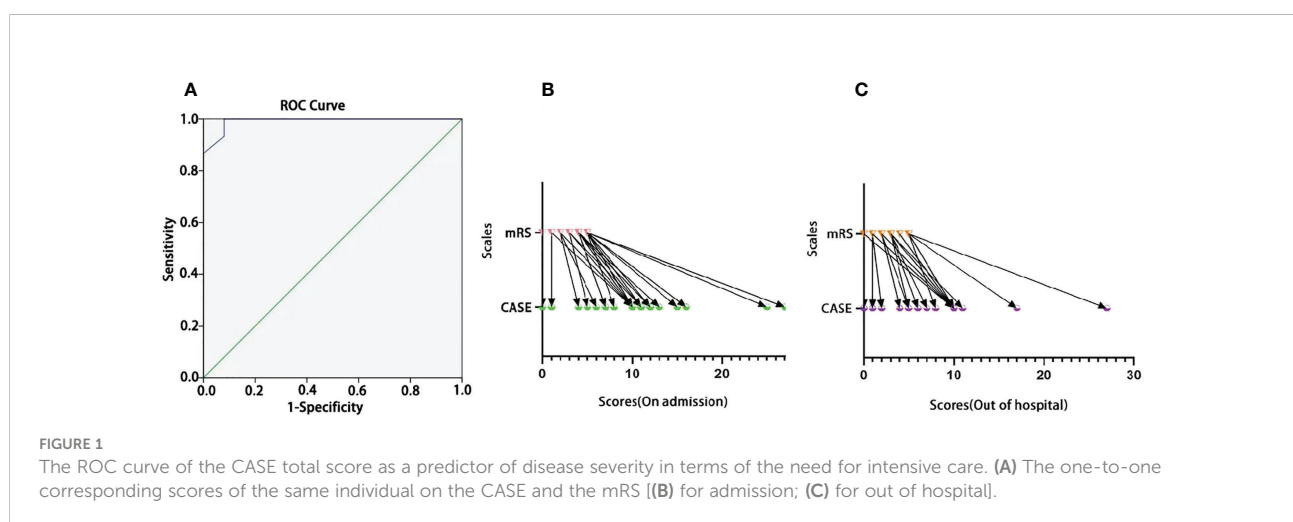 A
ROC Curve
1.0
0.8
0.6
0.4
0.2
0.0
Sensitivity
0.0 0.2 0.4 0.6 0.8 1.0
1-Specificity
B
Scales
mRS
CASE
0 10 20
Scores(On admission)
C
Scales
mRS
CASE
0 10 20 30
Scores(Out of hospital)
FIGURE 1
The ROC curve of the CASE total score as a predictor of disease severity in terms of the need for intensive care. (A) The one-to-one
corresponding scores of the same individual on the CASE and the mRS [(B) for admission; (C) for out of hospital].